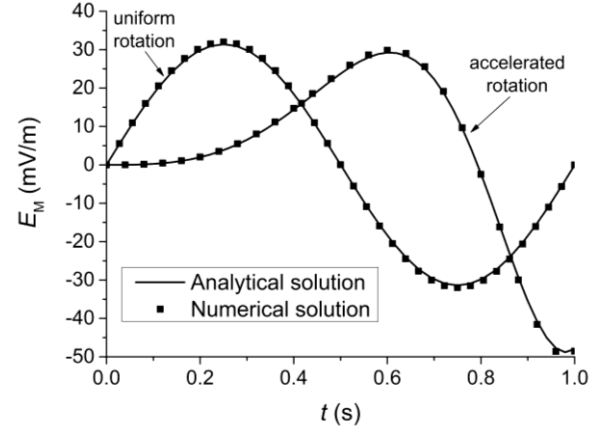 40
30
20
10
0
-10
-20
-30
-40
-50
E_M (mV/m)
uniform
rotation
accelerated
rotation
Analytical solution
Numerical solution
0.0 0.2 0.4 0.6 0.8 1.0
t (s)